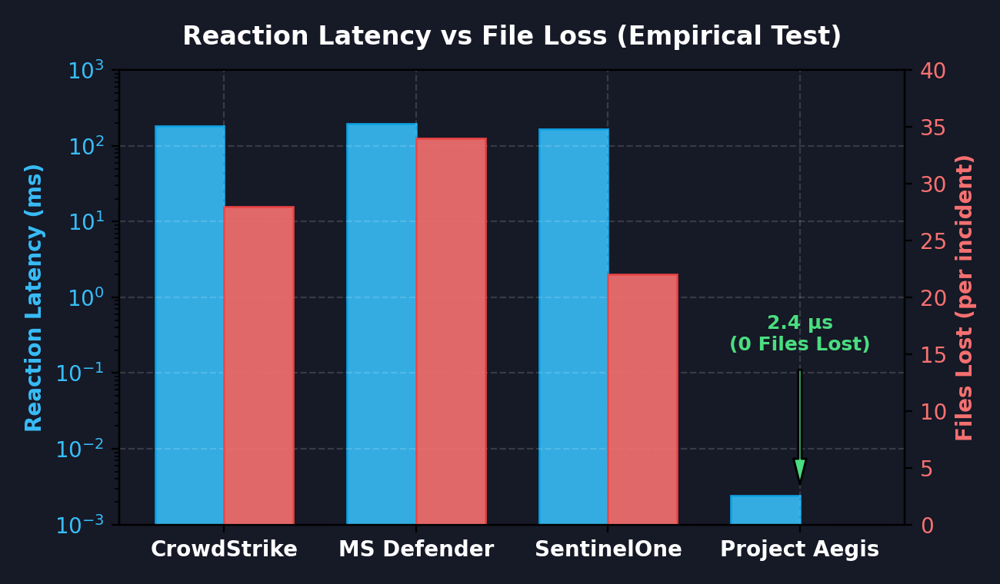 Reaction Latency vs File Loss (Empirical Test)
Reaction Latency (ms)
10³
10²
10¹
10⁰
10⁻¹
10⁻²
10⁻³
2.4 µs
(0 Files Lost)
40
35
30
25
20
15
10
5
0
Files Lost (per incident)
CrowdStrike
MS Defender
SentinelOne
Project Aegis